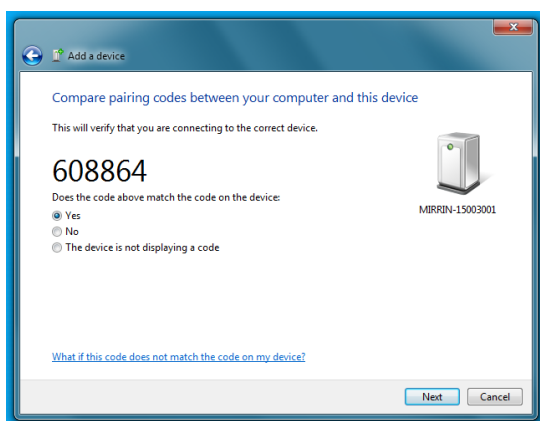 Add a device
Compare pairing codes between your computer and this device
This will verify that you are connecting to the correct device.
608864
Does the code above match the code on the device:
Yes
No
The device is not displaying a code
MIRRIN-15003001
What if this code does not match the code on my device?
Next Cancel